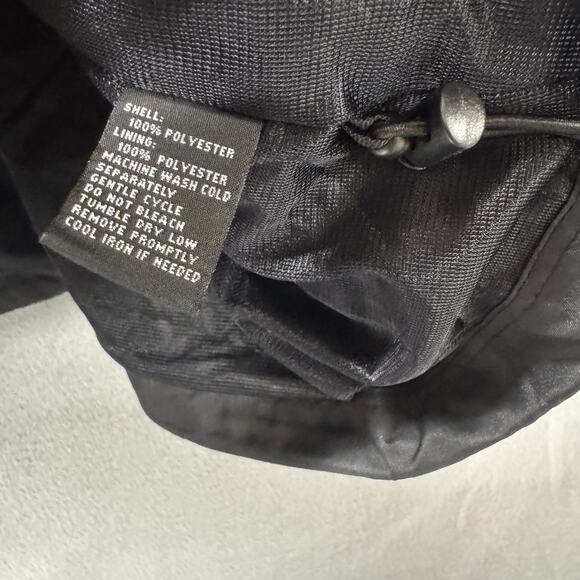 SHELL:
100% POLYESTER
LINING:
100% POLYESTER
MACHINE WASH COLD
SEPARATELY
GENTLE CYCLE
DO NOT BLEACH
TUMBLE DRY LOW
REMOVE PROMPTLY
COOL IRON IF NEEDED